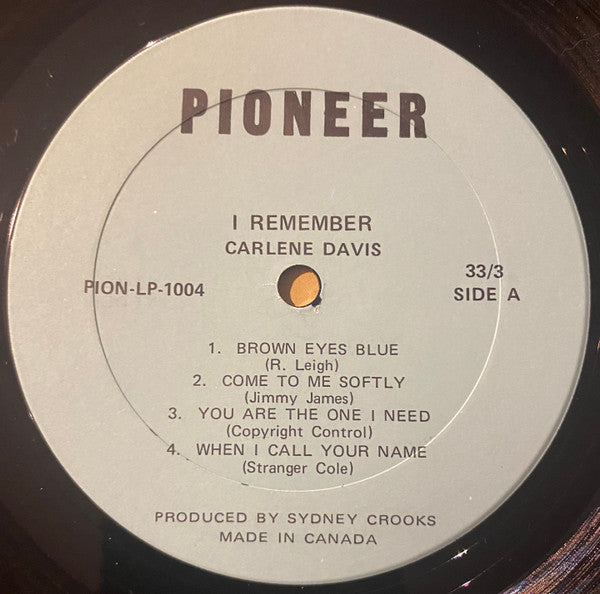 PIONEER
I REMEMBER
CARLENE DAVIS
PION-LP-1004
33/3
SIDE A
1. BROWN EYES BLUE
(R. Leigh)
2. COME TO ME SOFTLY
(Jimmy James)
3. YOU ARE THE ONE I NEED
(Copyright Control)
4. WHEN I CALL YOUR NAME
(Stranger Cole)
PRODUCED BY SYDNEY CROOKS
MADE IN CANADA